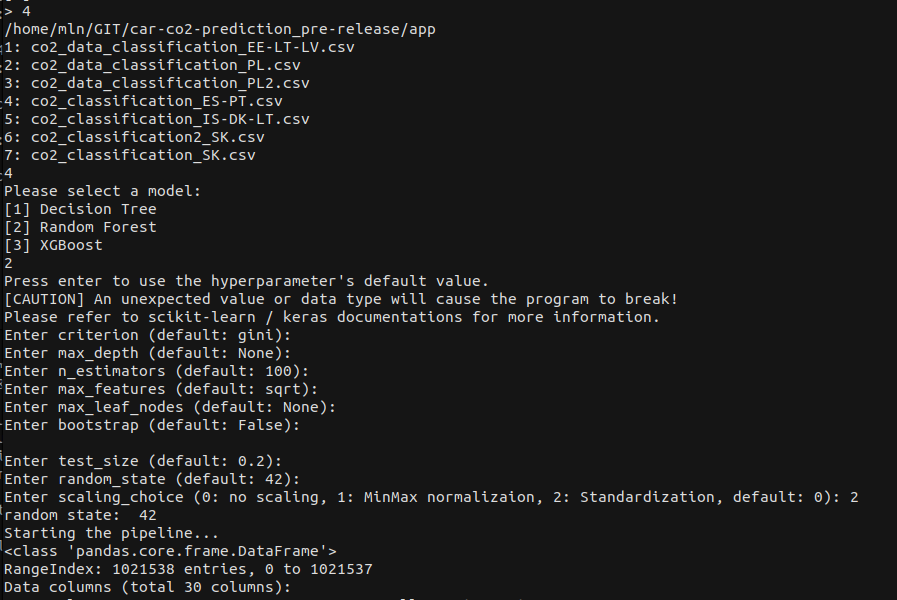 > 4
/home/mln/GIT/car-co2-prediction_pre-release/app
1: co2_data_classification_EE-LT-LV.csv
2: co2_data_classification_PL.csv
3: co2_data_classification_PL2.csv
4: co2_classification_ES-PT.csv
5: co2_classification_IS-DK-LT.csv
6: co2_classification2_SK.csv
7: co2_classification_SK.csv
4
Please select a model:
[1] Decision Tree
[2] Random Forest
[3] XGBoost
2
Press enter to use the hyperparameter's default value.
[CAUTION] An unexpected value or data type will cause the program to break!
Please refer to scikit-learn / keras documentations for more information.
Enter criterion (default: gini):
Enter max_depth (default: None):
Enter n_estimators (default: 100):
Enter max_features (default: sqrt):
Enter max_leaf_nodes (default: None):
Enter bootstrap (default: False):
Enter test_size (default: 0.2):
Enter random_state (default: 42):
Enter scaling_choice (0: no scaling, 1: MinMax normalizaion, 2: Standardization, default: 0): 2
random state:  42
Starting the pipeline...
<class 'pandas.core.frame.DataFrame'>
RangeIndex: 1021538 entries, 0 to 1021537
Data columns (total 30 columns):